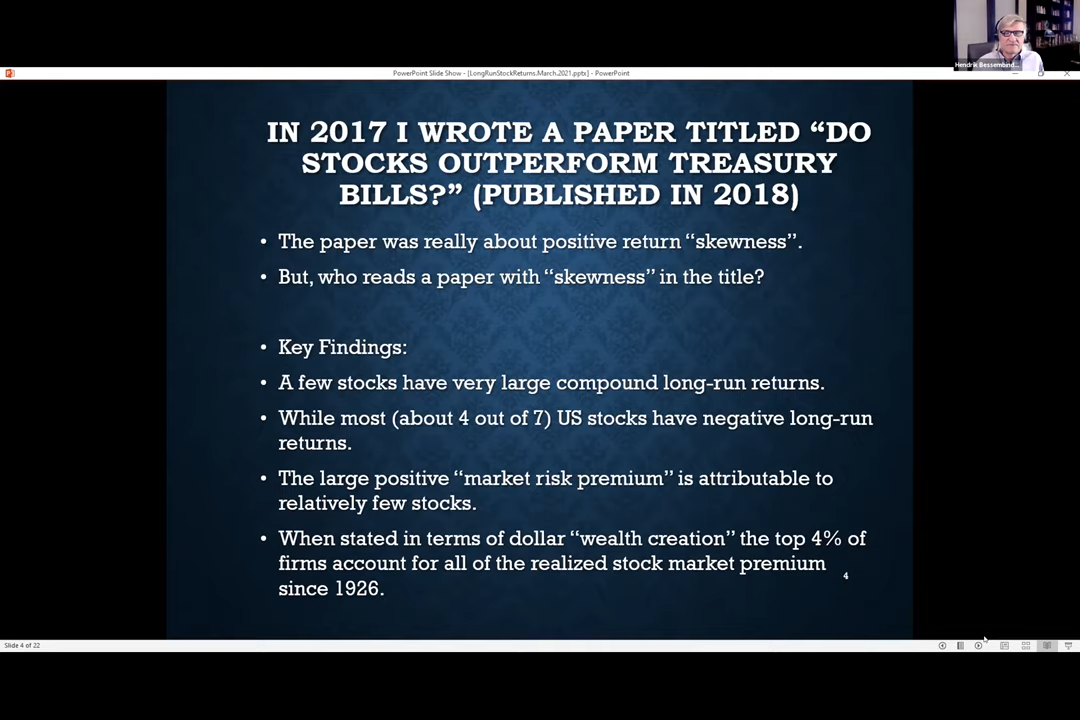 Hendrik Bessembind...
PowerPoint Slide Show - [LongRunStockReturns.March.2021.pptx] - PowerPoint
IN 2017 I WROTE A PAPER TITLED “DO
STOCKS OUTPERFORM TREASURY
BILLS?” (PUBLISHED IN 2018)
• The paper was really about positive return “skewness”.
• But, who reads a paper with “skewness” in the title?
• Key Findings:
• A few stocks have very large compound long-run returns.
• While most (about 4 out of 7) US stocks have negative long-run
returns.
• The large positive “market risk premium” is attributable to
relatively few stocks.
• When stated in terms of dollar “wealth creation” the top 4% of
firms account for all of the realized stock market premium
since 1926.
4
Slide 4 of 22